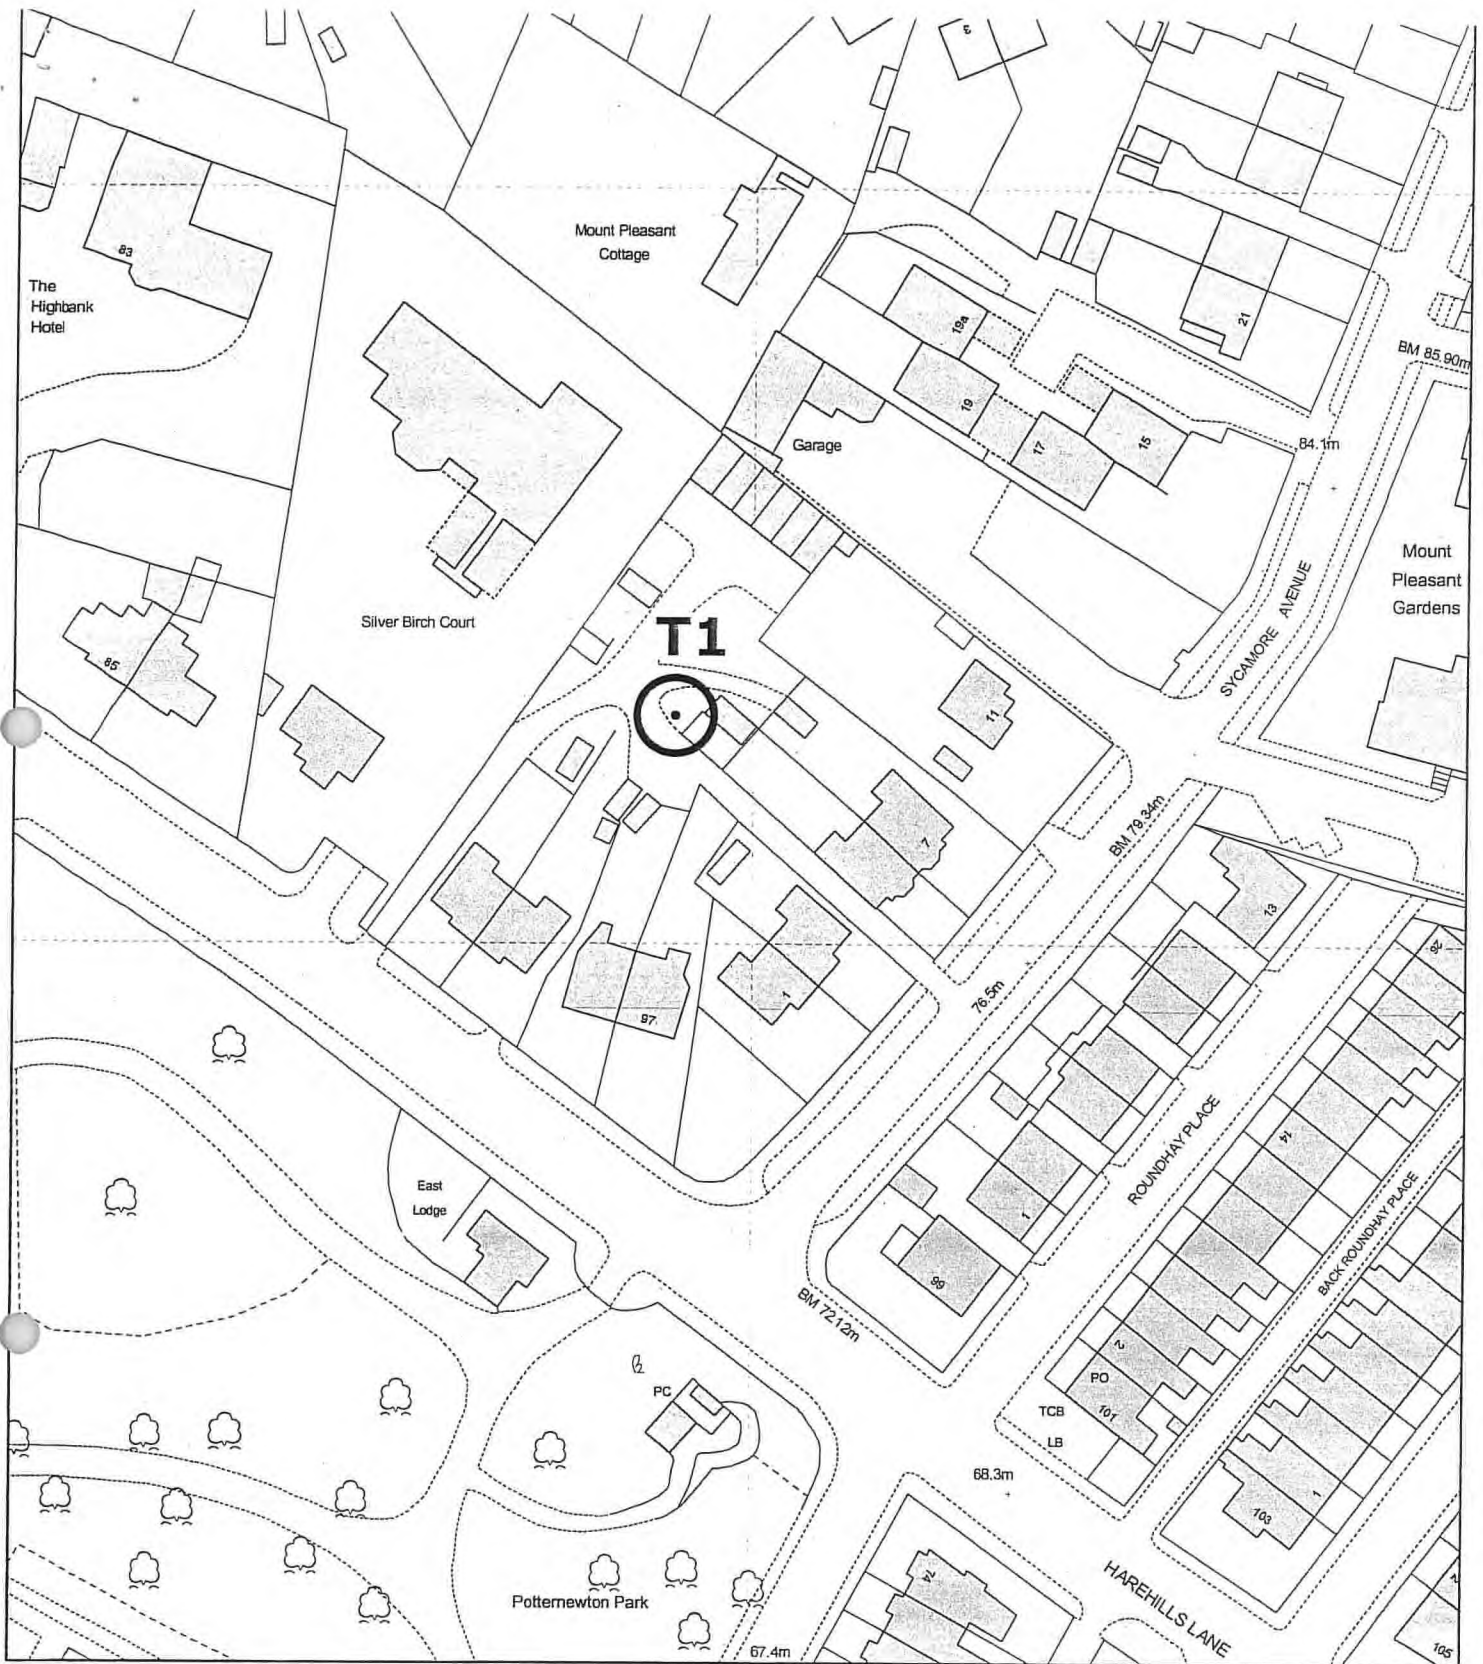 3
83
The
Highbank
Hotel
Mount Pleasant
Cottage
19a
21
BM 85.90m
19
17
15
Garage
84.1m
Mount
Pleasant
Gardens
SYCAMORE AVENUE
Silver Birch Court
T1
85
11
7
BM 79.34m
13
26
1
97
76.5m
ROUNDHAY PLACE
14
BACK ROUNDHAY PLACE
East
Lodge
1
99
BM 72.12m
2
PC
PO
101
TCB
LB
68.3m
1
103
74
HAREHILLS LANE
Potternewton Park
67.4m
105